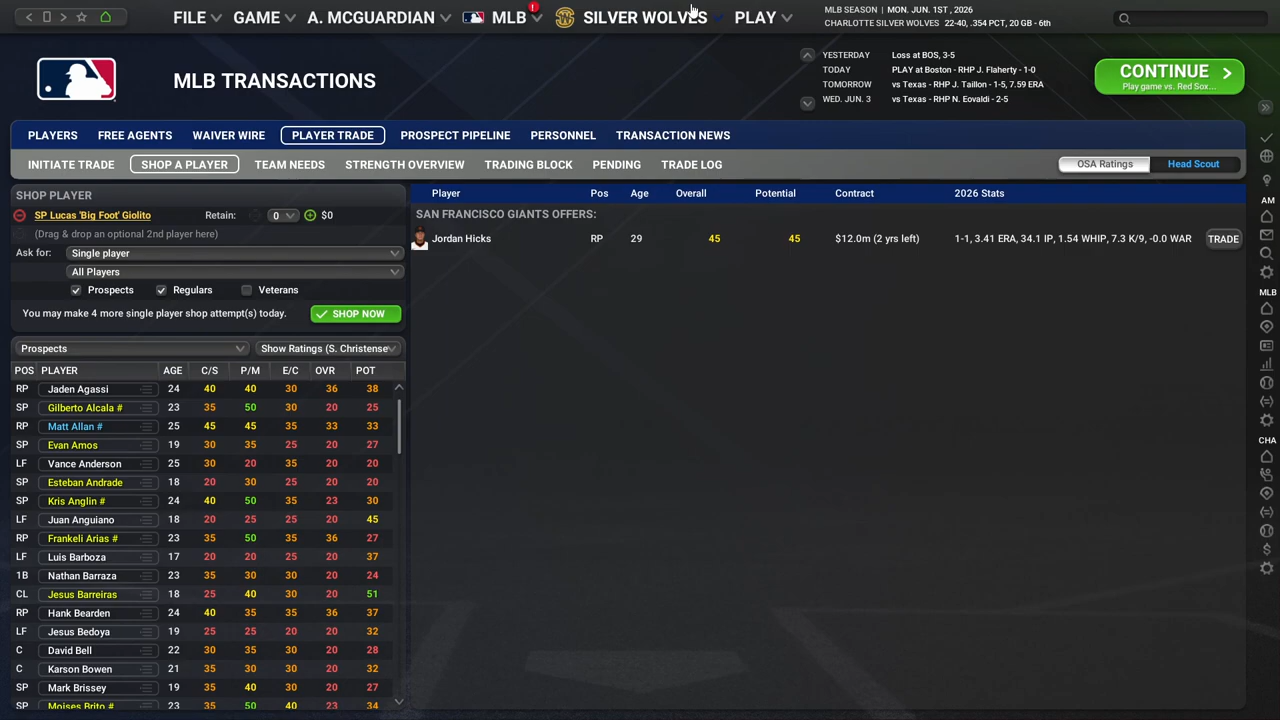 FILE GAME A. MCGUARDIAN MLB ! SILVER WOLVES PLAY
MLB SEASON MON. JUN. 1ST , 2026
CHARLOTTE SILVER WOLVES 22-40, .354 PCT, 20 GB - 6th
MLB TRANSACTIONS
YESTERDAY Loss at BOS, 3-5
TODAY PLAY at Boston - RHP J. Flaherty - 1-0
TOMORROW vs Texas - RHP J. Taillon - 1-5, 7.59 ERA
WED. JUN. 3 vs Texas - RHP N. Eovaldi - 2-5
CONTINUE
Play game vs. Red Sox...
PLAYERS FREE AGENTS WAIVER WIRE PLAYER TRADE PROSPECT PIPELINE PERSONNEL TRANSACTION NEWS
INITIATE TRADE SHOP A PLAYER TEAM NEEDS STRENGTH OVERVIEW TRADING BLOCK PENDING TRADE LOG OSA Ratings Head Scout
SHOP PLAYER
SP Lucas 'Big Foot' Giolito Retain: 0 $0
(Drag & drop an optional 2nd player here)
Ask for: Single player
All Players
Prospects Regulars Veterans
You may make 4 more single player shop attempt(s) today. SHOP NOW
Prospects Show Ratings (S. Christense
POS PLAYER AGE C/S P/M E/C OVR POT
RP Jaden Agassi 24 40 40 30 36 38
SP Gilberto Alcala # 23 35 50 35 20 25
RP Matt Allan # 25 45 45 35 33 33
SP Evan Amos 19 30 35 25 20 27
LF Vance Anderson 25 30 20 35 20 20
SP Esteban Andrade 18 20 30 25 20 20
SP Kris Anglin # 24 40 50 35 23 30
LF Juan Anguiano 18 20 25 25 20 45
RP Frankeli Arias # 23 35 50 35 36 27
LF Luis Barboza 17 20 20 25 20 37
1B Nathan Barraza 23 35 30 30 20 24
CL Jesus Barreiras 18 25 40 30 20 51
RP Hank Bearden 24 40 35 35 36 37
LF Jesus Bedoya 19 25 25 20 20 32
C David Bell 22 30 35 30 20 28
C Karson Bowen 21 35 30 30 20 32
SP Mark Brissey 19 35 40 30 20 27
SP Moises Brito # 23 35 50 40 23 34
Player Pos Age Overall Potential Contract 2026 Stats
SAN FRANCISCO GIANTS OFFERS:
Jordan Hicks RP 29 45 45 $12.0m (2 yrs left) 1-1, 3.41 ERA, 34.1 IP, 1.54 WHIP, 7.3 K/9, -0.0 WAR TRADE
AM
MLB
CHA